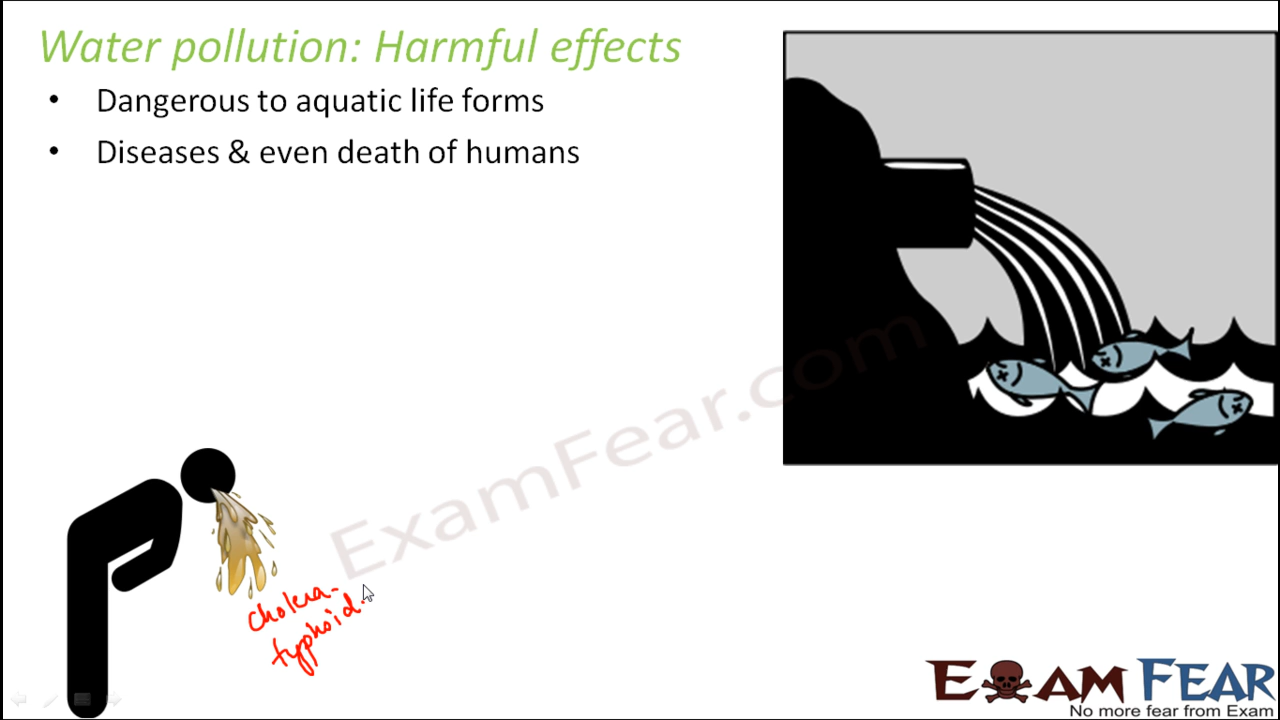 Water pollution: Harmful effects
• Dangerous to aquatic life forms
• Diseases & even death of humans
ExamFear.com
cholera-
typhoid.
EXAM FEAR
No more fear from Exam